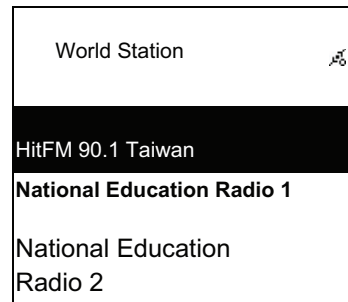 World Station
HitFM 90.1 Taiwan
National Education Radio 1
National Education
Radio 2